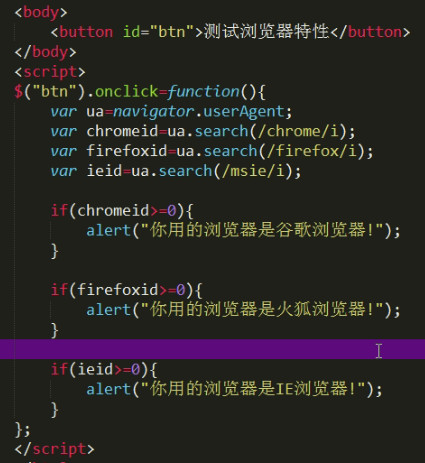 <body>
    <button id="btn">测试浏览器特性</button>
</body>
<script>
$("btn").onclick=function(){
    var ua=navigator.userAgent;
    var chromeid=ua.search(/chrome/i);
    var firefoxid=ua.search(/firefox/i);
    var ieid=ua.search(/msie/i);

    if(chromeid>=0){
        alert("你用的浏览器是谷歌浏览器!");
    }

    if(firefoxid>=0){
        alert("你用的浏览器是火狐浏览器!");
    }

    if(ieid>=0){
        alert("你用的浏览器是IE浏览器!");
    }
};
</script>